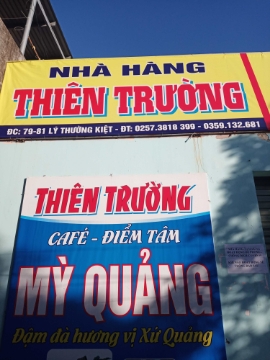 NHÀ HÀNG
THIÊN TRƯỜNG
ĐC: 79-81 LÝ THƯỜNG KIỆT - ĐT: 0257.3818 399 - 0359.132.681
THIÊN TRƯỜNG
CAFÉ - ĐIỂM TÂM
MỲ QUẢNG
Đậm đà hương vị Xứ Quảng